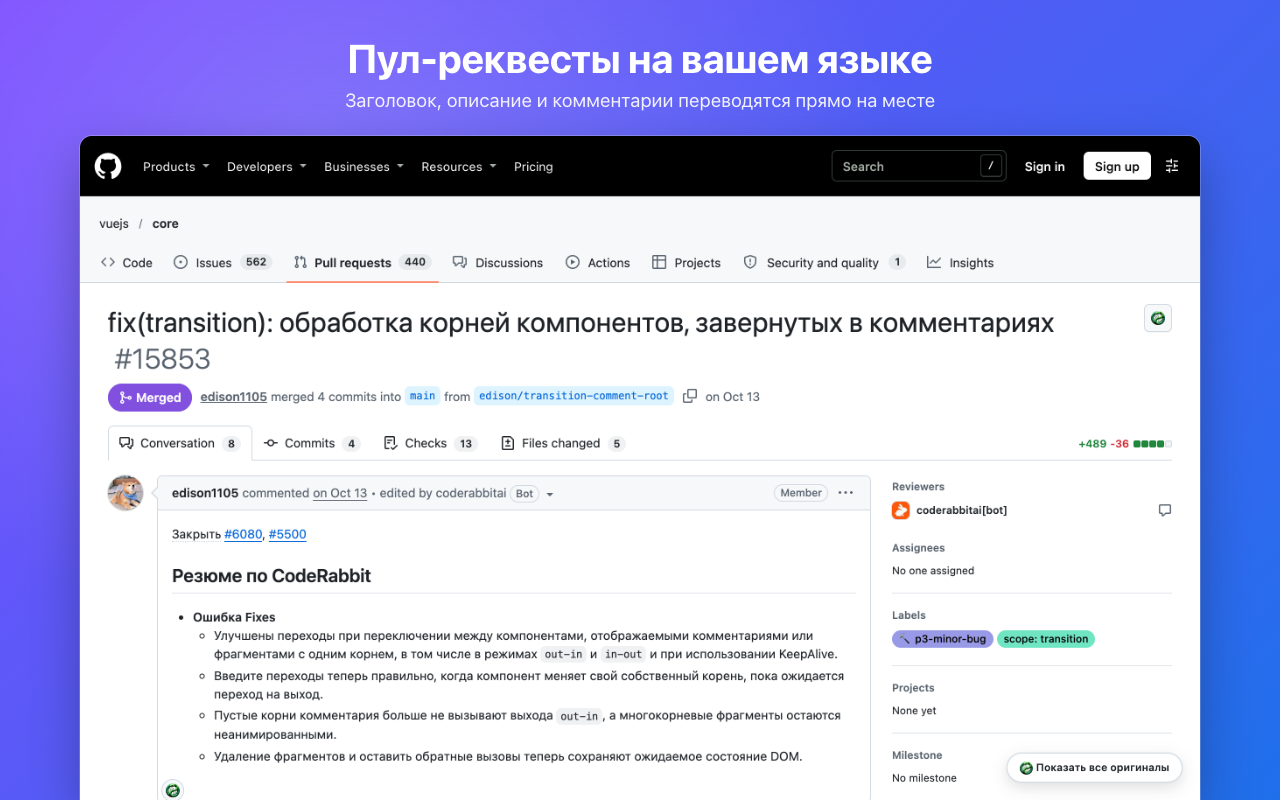 Пул-реквесты на вашем языке
Заголовок, описание и комментарии переводятся прямо на месте
Products Developers Businesses Resources Pricing Search / Sign in Sign up
vuejs / core
Code Issues 562 Pull requests 440 Discussions Actions Projects Security and quality 1 Insights
fix(transition): обработка корней компонентов, завернутых в комментариях
#15853
Merged edison1105 merged 4 commits into main from edison/transition-comment-root on Oct 13
Conversation 8 Commits 4 Checks 13 Files changed 5 +489 -36
edison1105 commented on Oct 13 • edited by coderabbitai Bot Member
Закрыть #6080, #5500
Резюме по CodeRabbit
Ошибка Fixes
Улучшены переходы при переключении между компонентами, отображаемыми комментариями или
фрагментами с одним корнем, в том числе в режимах out-in и in-out и при использовании KeepAlive.
Введите переходы теперь правильно, когда компонент меняет свой собственный корень, пока ожидается
переход на выход.
Пустые корни комментария больше не вызывают выхода out-in, а многокорневые фрагменты остаются
неанимированными.
Удаление фрагментов и оставить обратные вызовы теперь сохраняют ожидаемое состояние DOM.
Reviewers
coderabbitai[bot]
Assignees
No one assigned
Labels
p3-minor-bug scope: transition
Projects
None yet
Milestone
No milestone
Показать все оригиналы